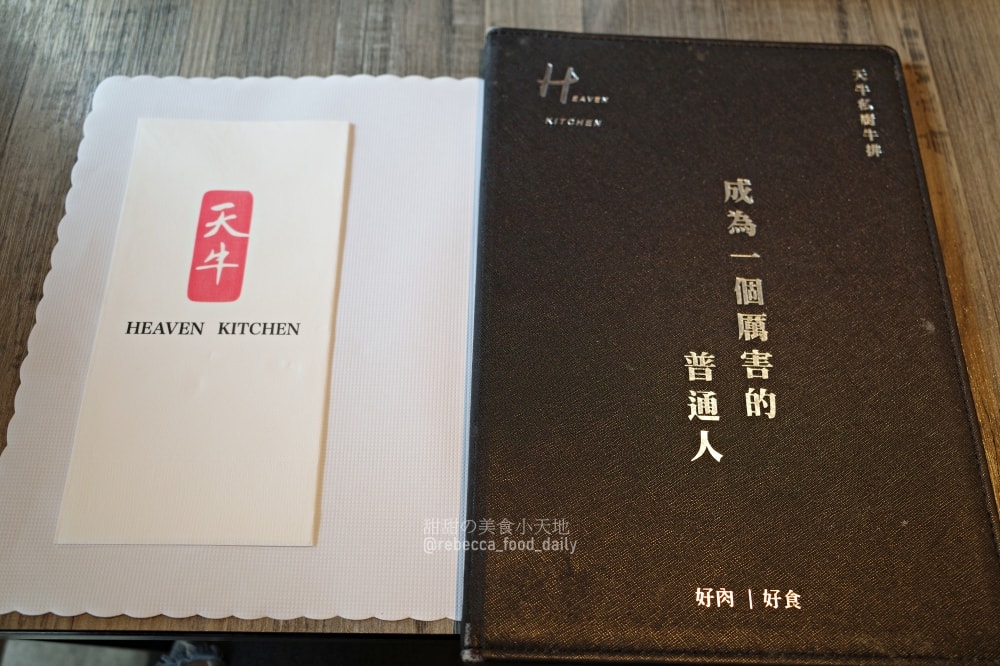 天牛
HEAVEN KITCHEN
HEAVEN
KITCHEN
天牛私廚牛排
成為一個厲害的
普通人
好肉 | 好食
甜甜の美食小天地
@rebecca_food_daily